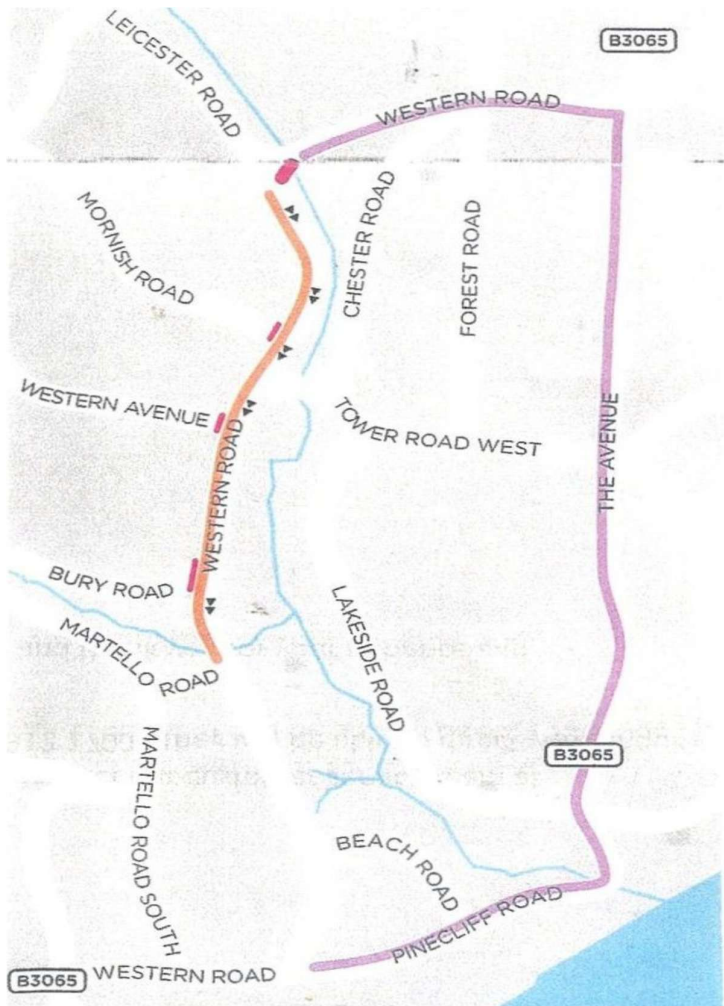 LEICESTER ROAD
B3065
WESTERN ROAD
MORNISH ROAD
CHESTER ROAD
FOREST ROAD
WESTERN AVENUE
WESTERN ROAD
TOWER ROAD WEST
THE AVENUE
BURY ROAD
MARTELLO ROAD
LAKESIDE ROAD
MARTELLO ROAD SOUTH
B3065
BEACH ROAD
PINECLIFF ROAD
B3065
WESTERN ROAD